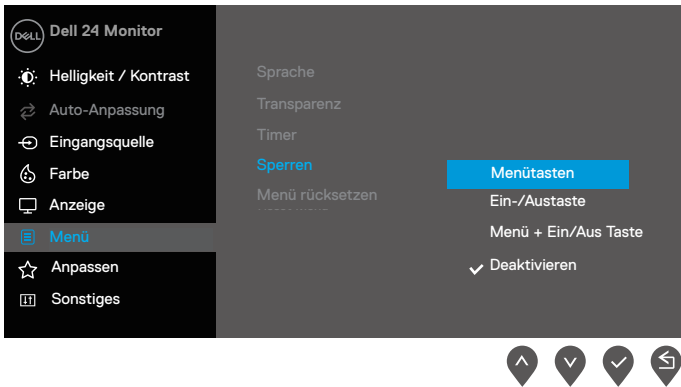 DELL
Dell 24 Monitor
Helligkeit / Kontrast
Auto-Anpassung
Eingangsquelle
Farbe
Anzeige
Menü
Anpassen
Sonstiges
Sprache
Transparenz
Timer
Sperren
Menü rücksetzen
Menütasten
Ein-/Austaste
Menü + Ein/Aus Taste
Deaktivieren